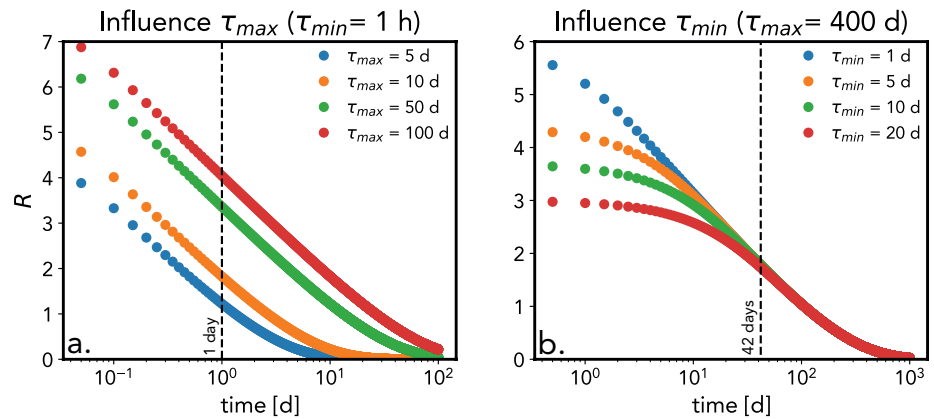 Influence τmax (τmin= 1 h)
7
6
5
4
3
2
1
0
R
τmax = 5 d
τmax = 10 d
τmax = 50 d
τmax = 100 d
1 day
a.
10⁻¹
10⁰
10¹
10²
time [d]
Influence τmin (τmax= 400 d)
6
5
4
3
2
1
0
τmin = 1 d
τmin = 5 d
τmin = 10 d
τmin = 20 d
42 days
b.
10⁰
10¹
10²
10³
time [d]